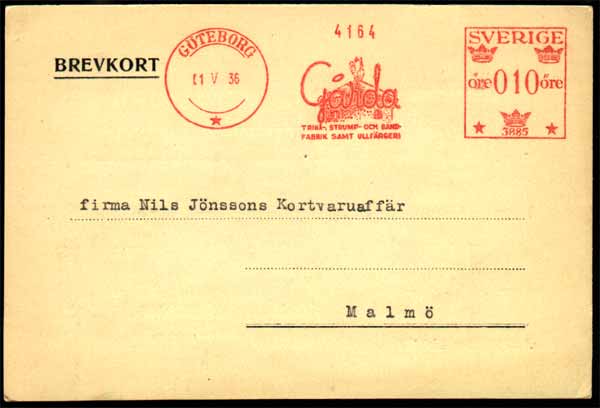 4164
BREVKORT
GÖTEBORG
01 V 36
Gårda
TRIKÅ-, STRUMP- OCH BAND-
FABRIK SAMT ULLFÄRGERI
SVERIGE
öre 010 öre
3885
firma Nils Jönssons Kortvaruaffär
Malmö